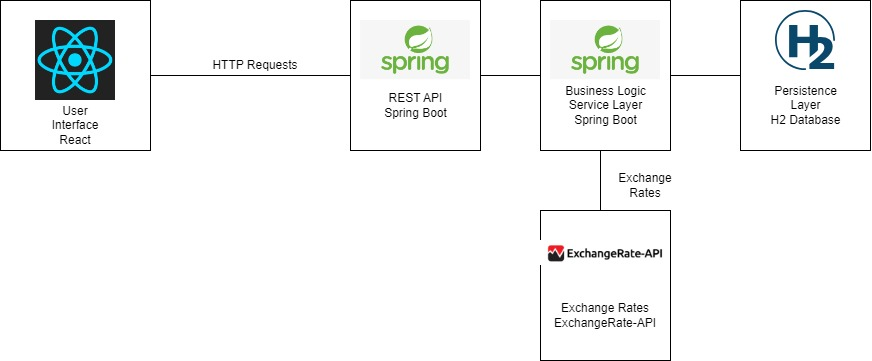 User
Interface
React
HTTP Requests
spring
REST API
Spring Boot
spring
Business Logic
Service Layer
Spring Boot
H2
Persistence
Layer
H2 Database
Exchange
Rates
ExchangeRate-API
Exchange Rates
ExchangeRate-API